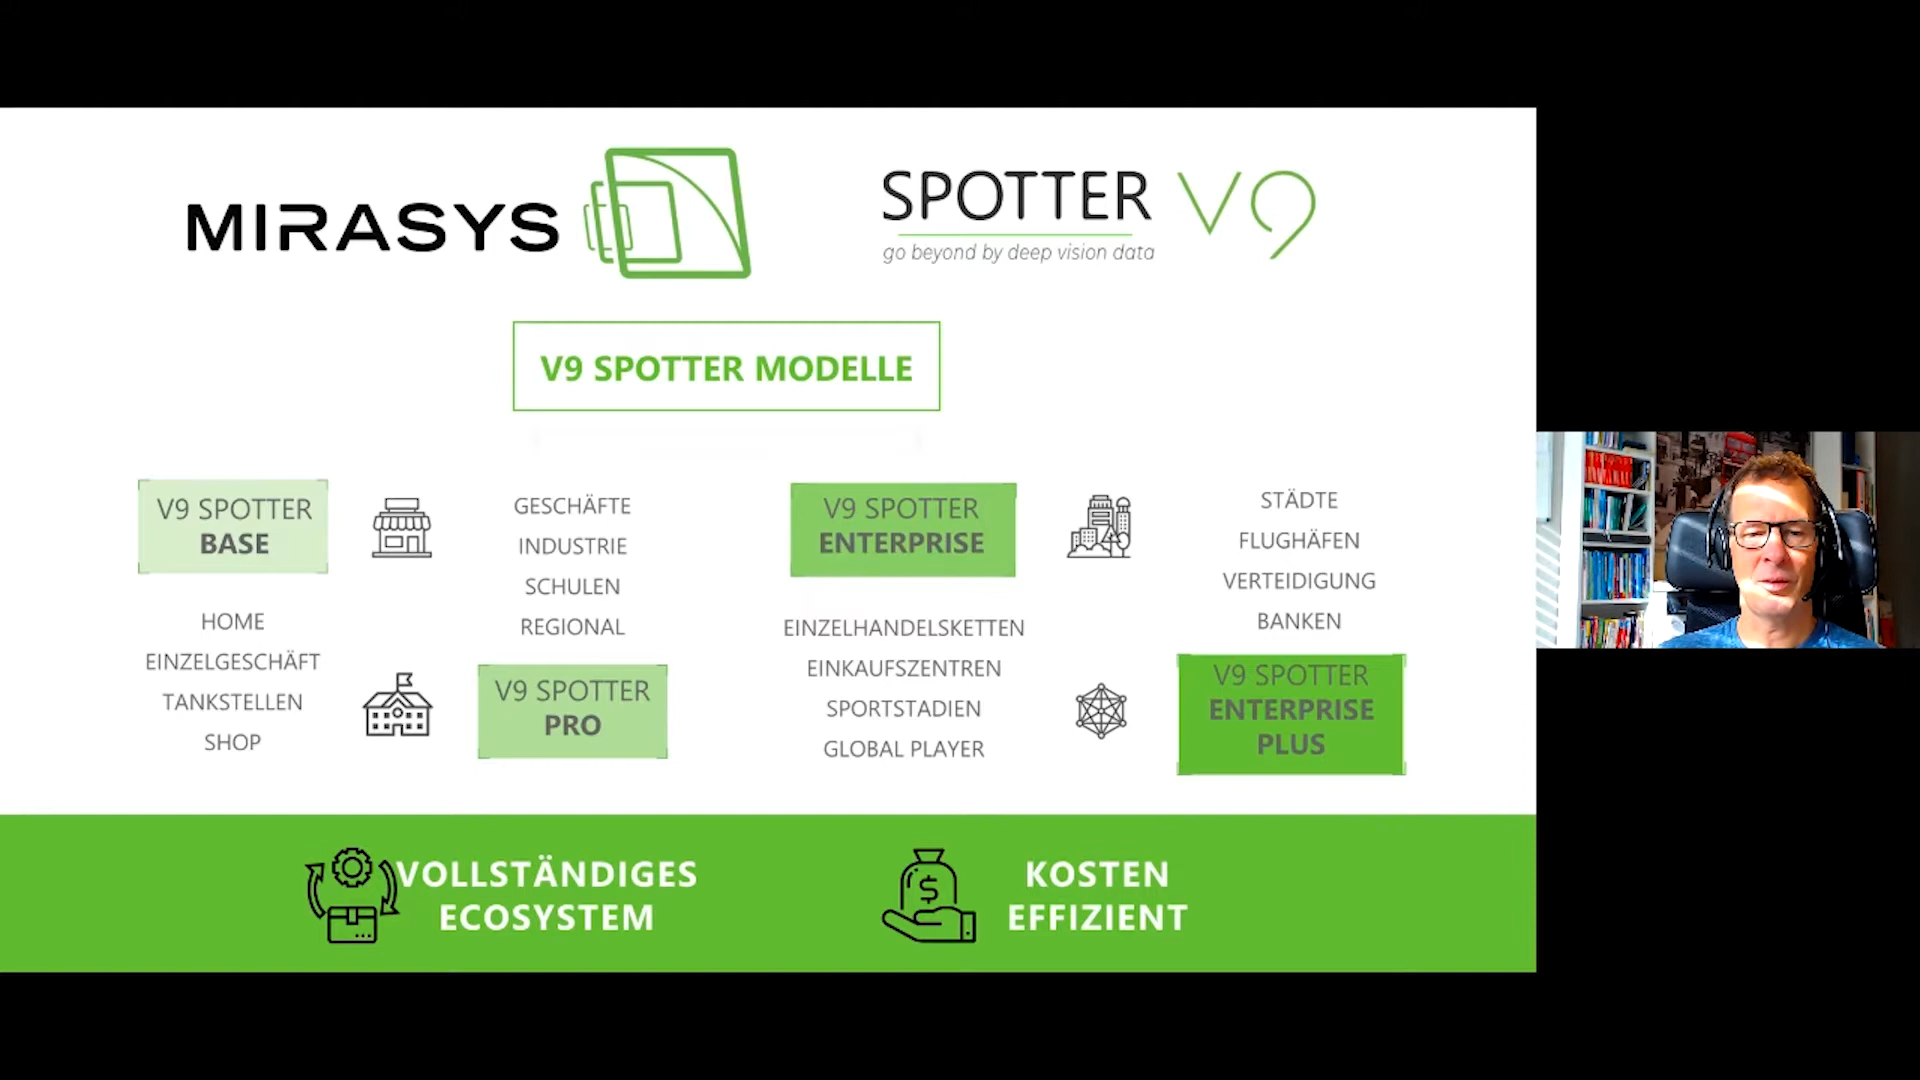 MIRASYS
SPOTTER V9
go beyond by deep vision data
V9 SPOTTER MODELLE
V9 SPOTTER
BASE
HOME
EINZELGESCHÄFT
TANKSTELLEN
SHOP
GESCHÄFTE
INDUSTRIE
SCHULEN
REGIONAL
V9 SPOTTER
PRO
V9 SPOTTER
ENTERPRISE
EINZELHANDELSKETTEN
EINKAUFSZENTREN
SPORTSTADIEN
GLOBAL PLAYER
STÄDTE
FLUGHÄFEN
VERTEIDIGUNG
BANKEN
V9 SPOTTER
ENTERPRISE
PLUS
VOLLSTÄNDIGES
ECOSYSTEM
$
KOSTEN
EFFIZIENT